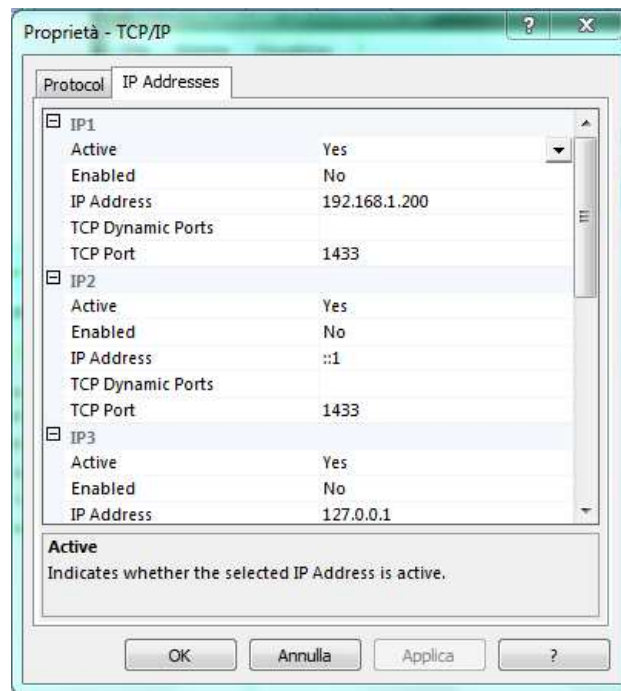 Proprietà - TCP/IP
?
Protocol
IP Addresses
IP1
Active Yes
Enabled No
IP Address 192.168.1.200
TCP Dynamic Ports
TCP Port 1433
IP2
Active Yes
Enabled No
IP Address ::1
TCP Dynamic Ports
TCP Port 1433
IP3
Active Yes
Enabled No
IP Address 127.0.0.1
Active
Indicates whether the selected IP Address is active.
OK Annulla Applica ?